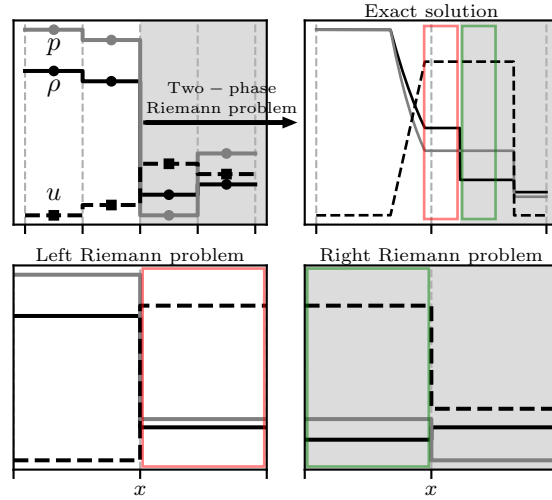 Exact solution
p
ρ
u
Two − phase
Riemann problem
Left Riemann problem
Right Riemann problem
x
x